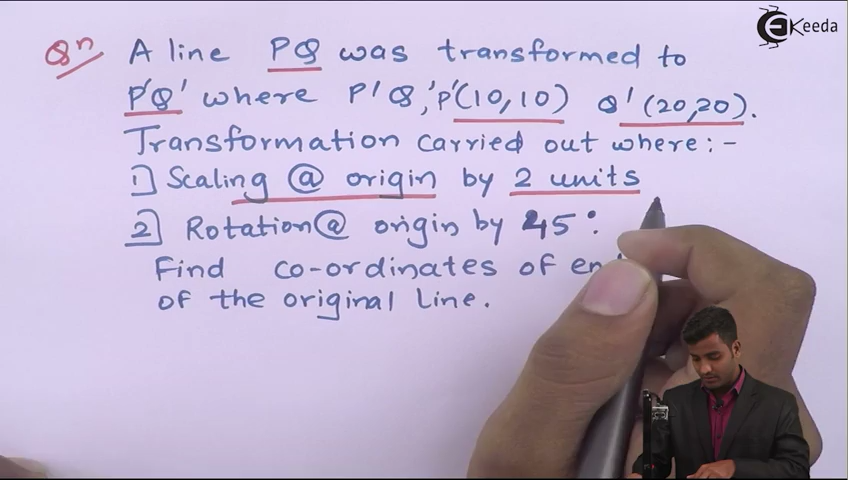 Qn A line PQ was transformed to
P'Q' where P'Q', P'(10,10) Q'(20,20).
Transformation carried out where:-
1] Scaling @ origin by 2 units
2] Rotation @ origin by 45°.
Find co-ordinates of
of the original line.
EKeeda